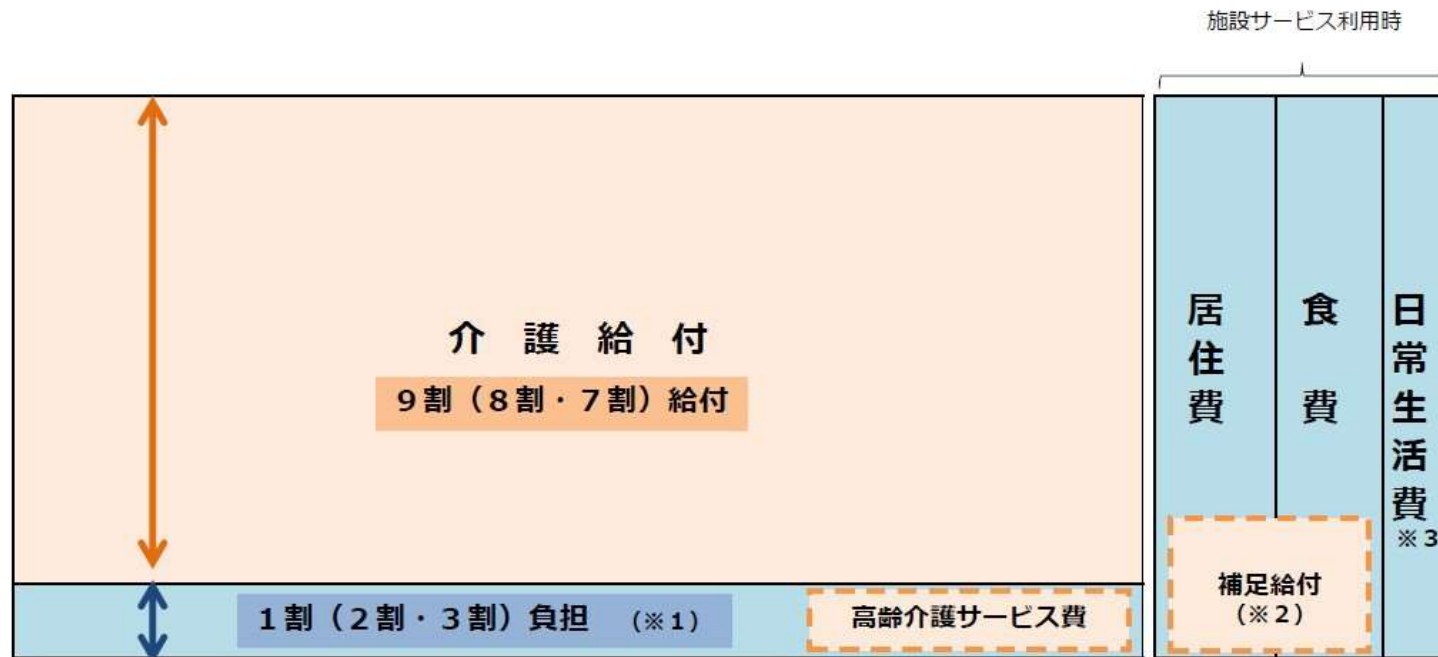 施設サービス利用時
介護給付
9割（8割・7割）給付
1割（2割・3割）負担 （※1）
高齢介護サービス費
居住費
食費
日常生活費
※3
補足給付
（※2）